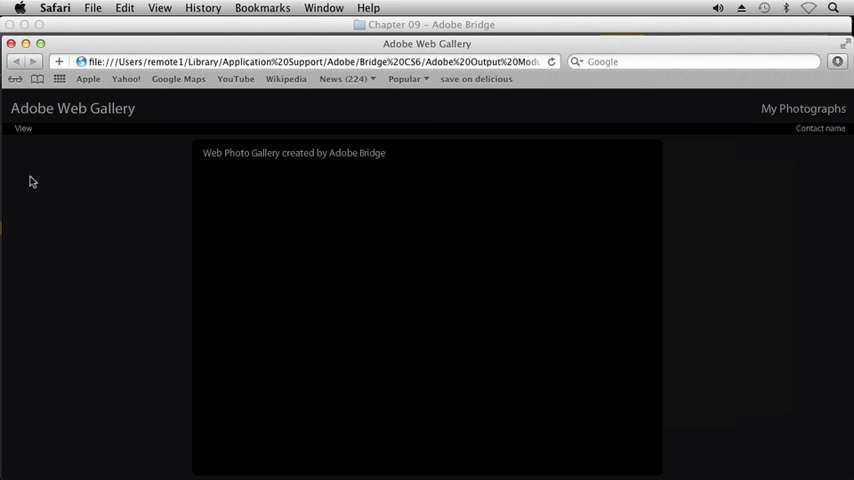 Safari File Edit View History Bookmarks Window Help
Chapter 09 – Adobe Bridge
Adobe Web Gallery
file:///Users/remote1/Library/Application%20Support/Adobe/Bridge%20CS6/Adobe%20Output%20Modu
Google
Apple Yahoo! Google Maps YouTube Wikipedia News (224) Popular save on delicious
Adobe Web Gallery My Photographs
View Contact name
Web Photo Gallery created by Adobe Bridge